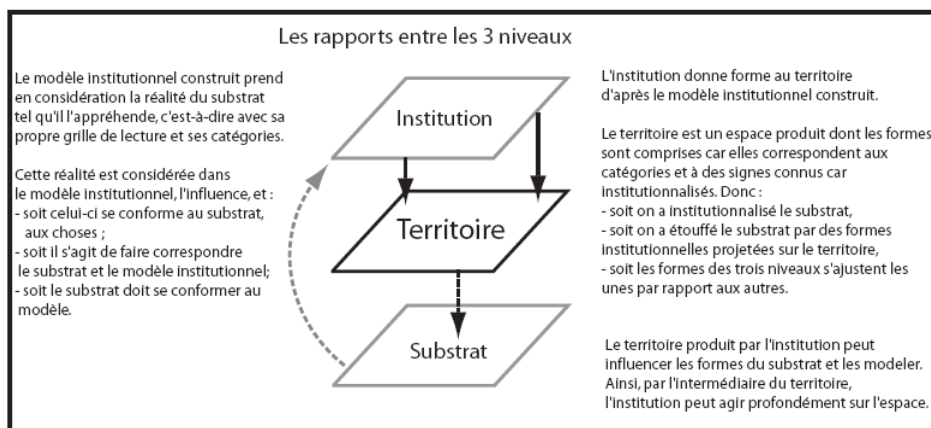 Les rapports entre les 3 niveaux
Le modèle institutionnel construit prend
en considération la réalité du substrat
tel qu'il l'appréhende, c'est-à-dire avec sa
propre grille de lecture et ses catégories.
Cette réalité est considérée dans
le modèle institutionnel, l'influence, et :
- soit celui-ci se conforme au substrat,
aux choses ;
- soit il s'agit de faire correspondre
le substrat et le modèle institutionnel;
- soit le substrat doit se conformer au
modèle.
Institution
Territoire
Substrat
L'institution donne forme au territoire
d'après le modèle institutionnel construit.
Le territoire est un espace produit dont les formes
sont comprises car elles correspondent aux
catégories et à des signes connus car
institutionnalisés. Donc :
- soit on a institutionnalisé le substrat,
- soit on a étouffé le substrat par des formes
institutionnelles projetées sur le territoire,
- soit les formes des trois niveaux s'ajustent les
unes par rapport aux autres.
Le territoire produit par l'institution peut
influencer les formes du substrat et les modeler.
Ainsi, par l'intermédiaire du territoire,
l'institution peut agir profondément sur l'espace.